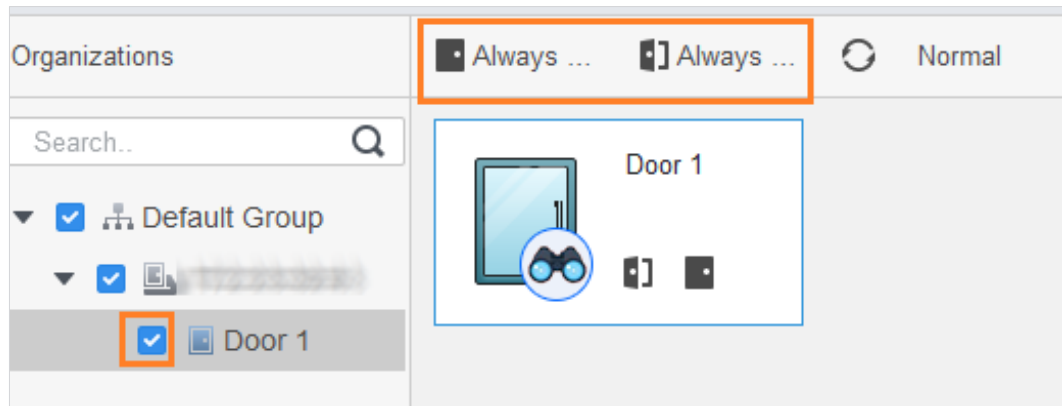 Organizations
Always ... Always ... Normal
Search..
Door 1
Default Group
Door 1